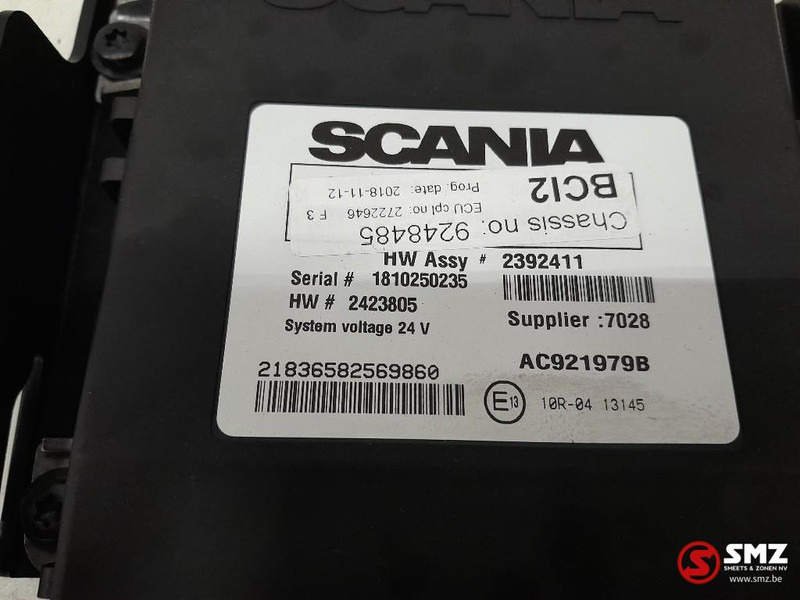 SCANIA
SCANIA
Chassis no: 9248485
ECU cpl no: 2722646 F 3
Prog. date: 2018-11-12
BCI2
HW Assy # 2392411
Serial # 1810250235
HW # 2423805
Supplier :7028
System voltage 24 V
AC921979B
21836582569860
E13
10R-04 13145
SMZ
SMEETS & ZONEN NV
www.smz.be